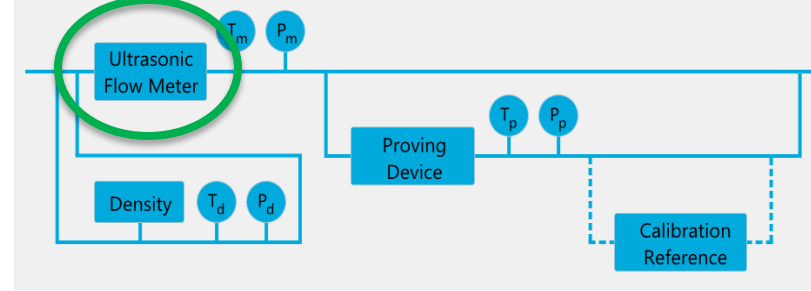 Ultrasonic
Flow Meter
Tm
Pm
Proving
Device
Tp
Pp
Density
Td
Pd
Calibration
Reference